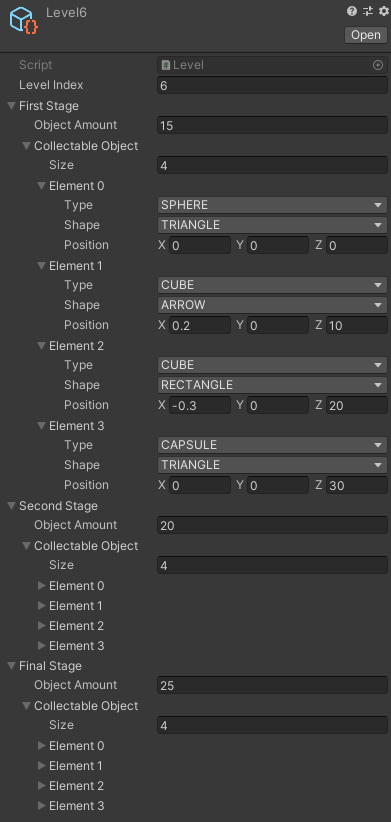 Level6
Open
Script Level
Level Index 6
First Stage
Object Amount 15
Collectable Object
Size 4
Element 0
Type SPHERE
Shape TRIANGLE
Position X 0 Y 0 Z 0
Element 1
Type CUBE
Shape ARROW
Position X 0.2 Y 0 Z 10
Element 2
Type CUBE
Shape RECTANGLE
Position X -0.3 Y 0 Z 20
Element 3
Type CAPSULE
Shape TRIANGLE
Position X 0 Y 0 Z 30
Second Stage
Object Amount 20
Collectable Object
Size 4
Element 0
Element 1
Element 2
Element 3
Final Stage
Object Amount 25
Collectable Object
Size 4
Element 0
Element 1
Element 2
Element 3